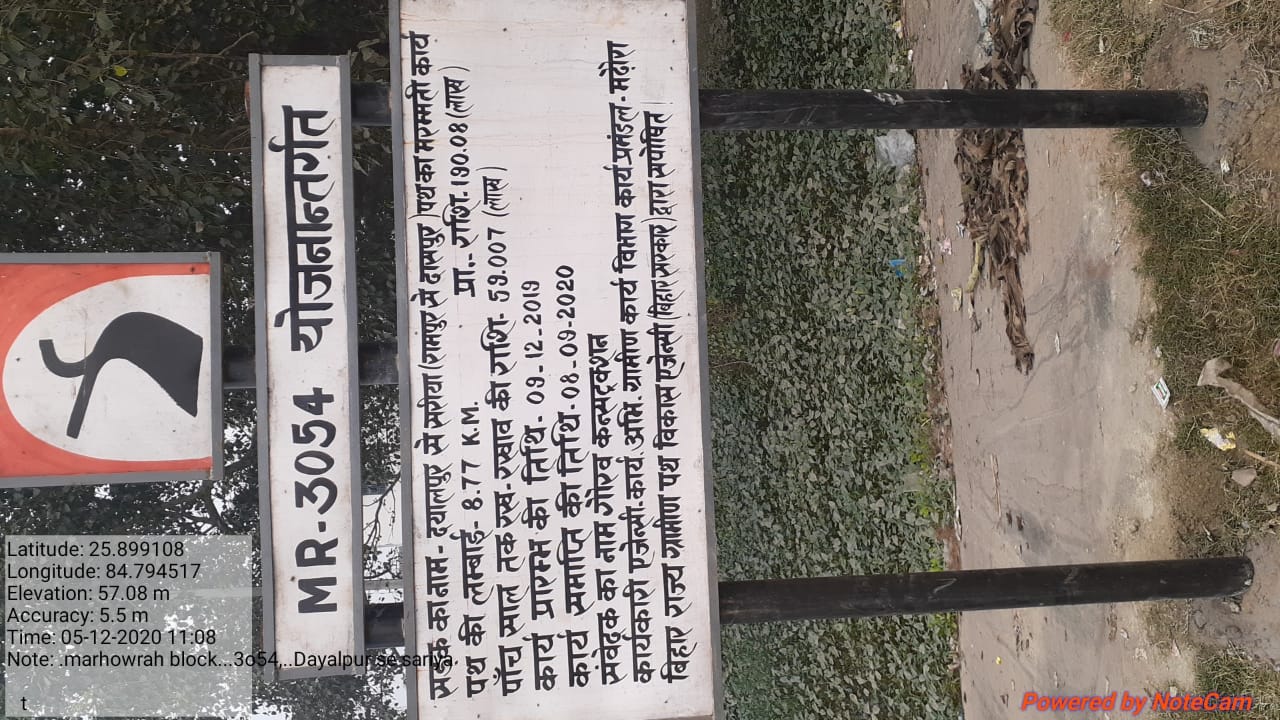 MR-3054 योजनान्तर्गत
सड़क का नाम- दयालपुर से सरीया (रामपुर से दासपुर) पथ का मरम्मती कार्य
पथ की लम्बाई- 8.77 K.M. प्रा.- राशि- 190.08 (लाख)
पाँच साल तक रख-रखाव की राशि- 59.007 (लाख)
कार्य प्रारम्भ की तिथि- 09-12-2019
कार्य समाप्ति की तिथि- 08-09-2020
संवेदक का नाम गौरव कन्सट्रक्शन
कार्यकारी एजेन्सी- कार्य. अभि. ग्रामीण कार्य विभाग कार्य प्रमंडल- मढ़ौरा
बिहार राज्य ग्रामीण पथ विकास एजेन्सी (बिहार सरकार) द्वारा सपोषित।
Latitude: 25.899108
Longitude: 84.794517
Elevation: 57.08 m
Accuracy: 5.5 m
Time: 05-12-2020 11:08
Note: .marhowrah block...3o54,..Dayalpur se sariya.
t
Powered by NoteCam